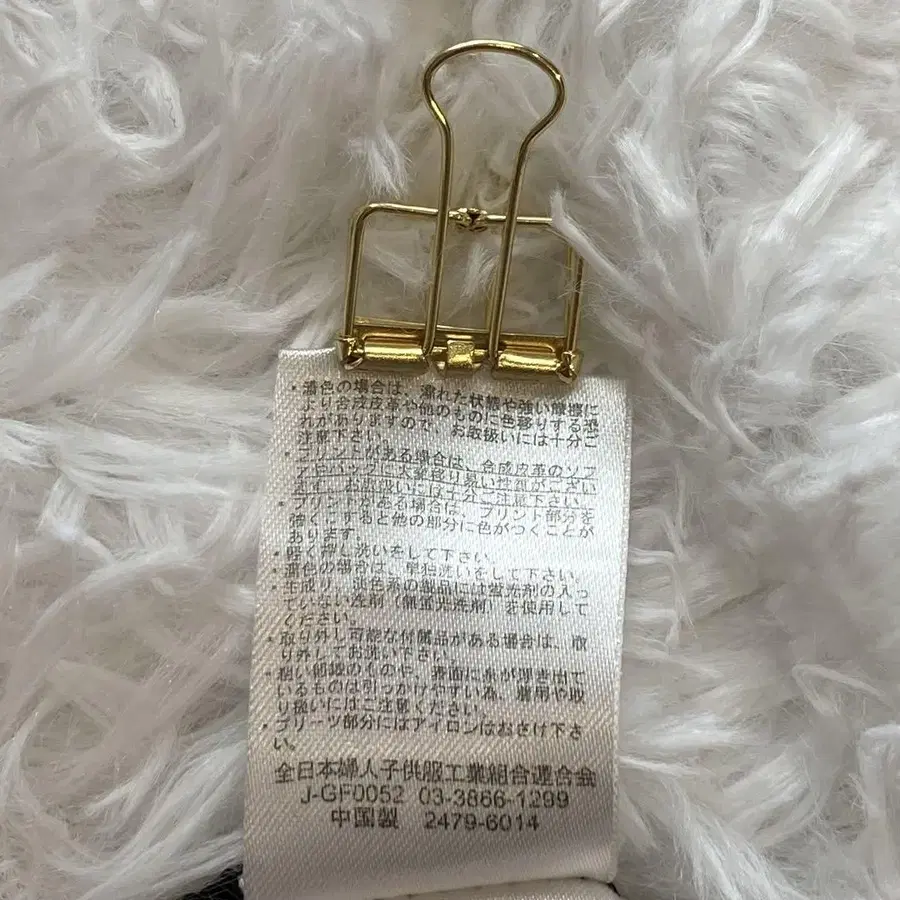 ・着色の場合は、濡れた状態や強い摩擦に
より合成皮革や他のものに色移りする恐
れがありますので、お取扱いには十分ご
注意下さい。
・プリントがある場合は、合成皮革のソフ
ァやバッグに大変移り易い性質がござい
ます。お取扱いには十分ご注意下さい。
・プリントがある場合は、プリント部分を
強くこすると他の部分に色がつくことが
あります。
・軽く押し洗いをして下さい。
・着色の場合は、単独洗いをして下さい。
・生成り、淡色系の製品には蛍光剤の入っ
ていない洗剤（無蛍光洗剤）を使用して
ください。
・取り外し可能な付属品がある場合は、取
り外してお洗い下さい。
・粗い組織のもので、表面に糸が浮き出て
いるものは引っかけやすい為、着用や取
り扱いにはご注意ください。
・プリーツ部分にはアイロンはおさけ下さ
い。
全日本婦人子供服工業組合連合会
J-GF0052 03-3866-1299
中国製 2479-6014